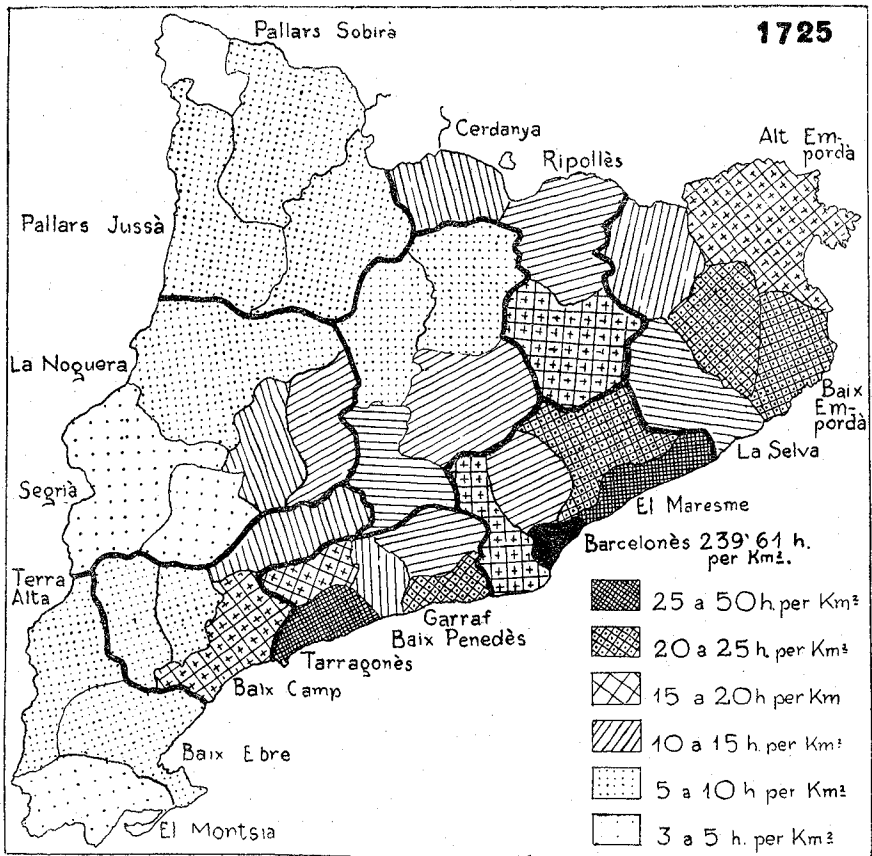 1725
Pallars Sobirà
Cerdanya
Ripollès
Alt Em-
pordà
Pallars Jussà
La Noguera
Baix
Em-
pordà
La Selva
Segrià
El Maresme
Barcelonès 239'61 h.
per Km².
Terra
Alta
Garraf
Baix Penedès
Tarragonès
Baix Camp
Baix Ebre
El Montsia
25 a 50 h. per Km²
20 a 25 h. per Km²
15 a 20 h per Km
10 a 15 h. per Km²
5 a 10 h per Km²
3 a 5 h. per Km²